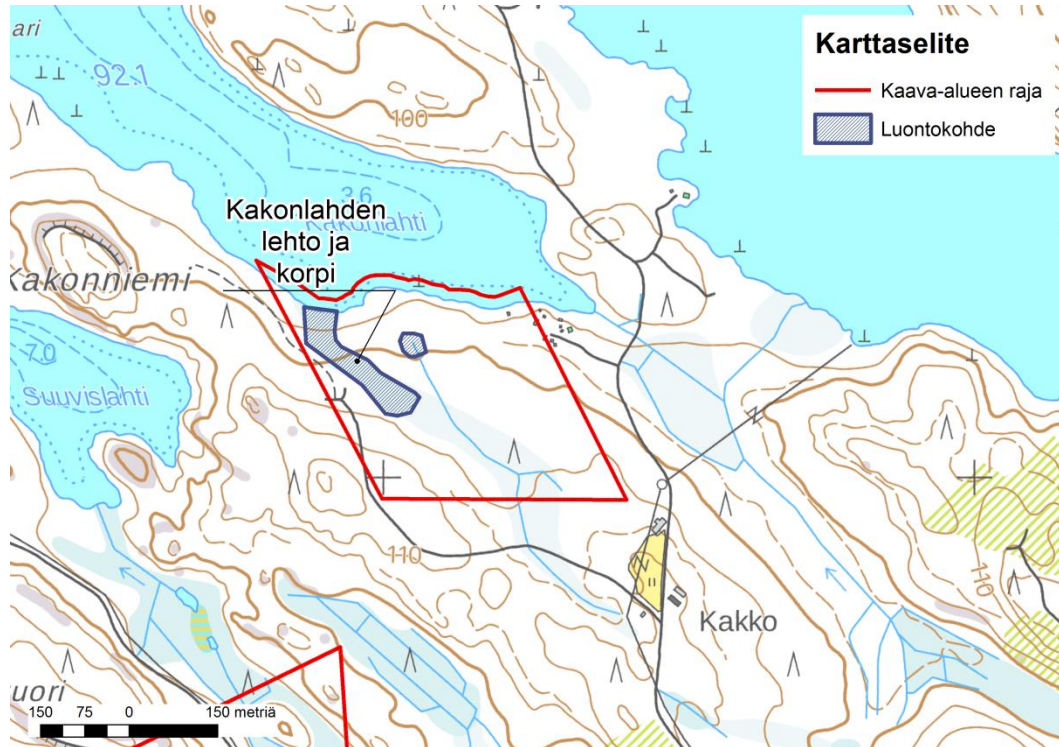 ari
92.1
100
Karttaselite
Kaava-alueen raja
Luontokohde
3.6
Kakonlahti
Kakonlahden
lehto ja
korpi
Kakonniemi
7.0
Suuvislahti
110
110
Kakko
uori
150 75 0 150 metriä